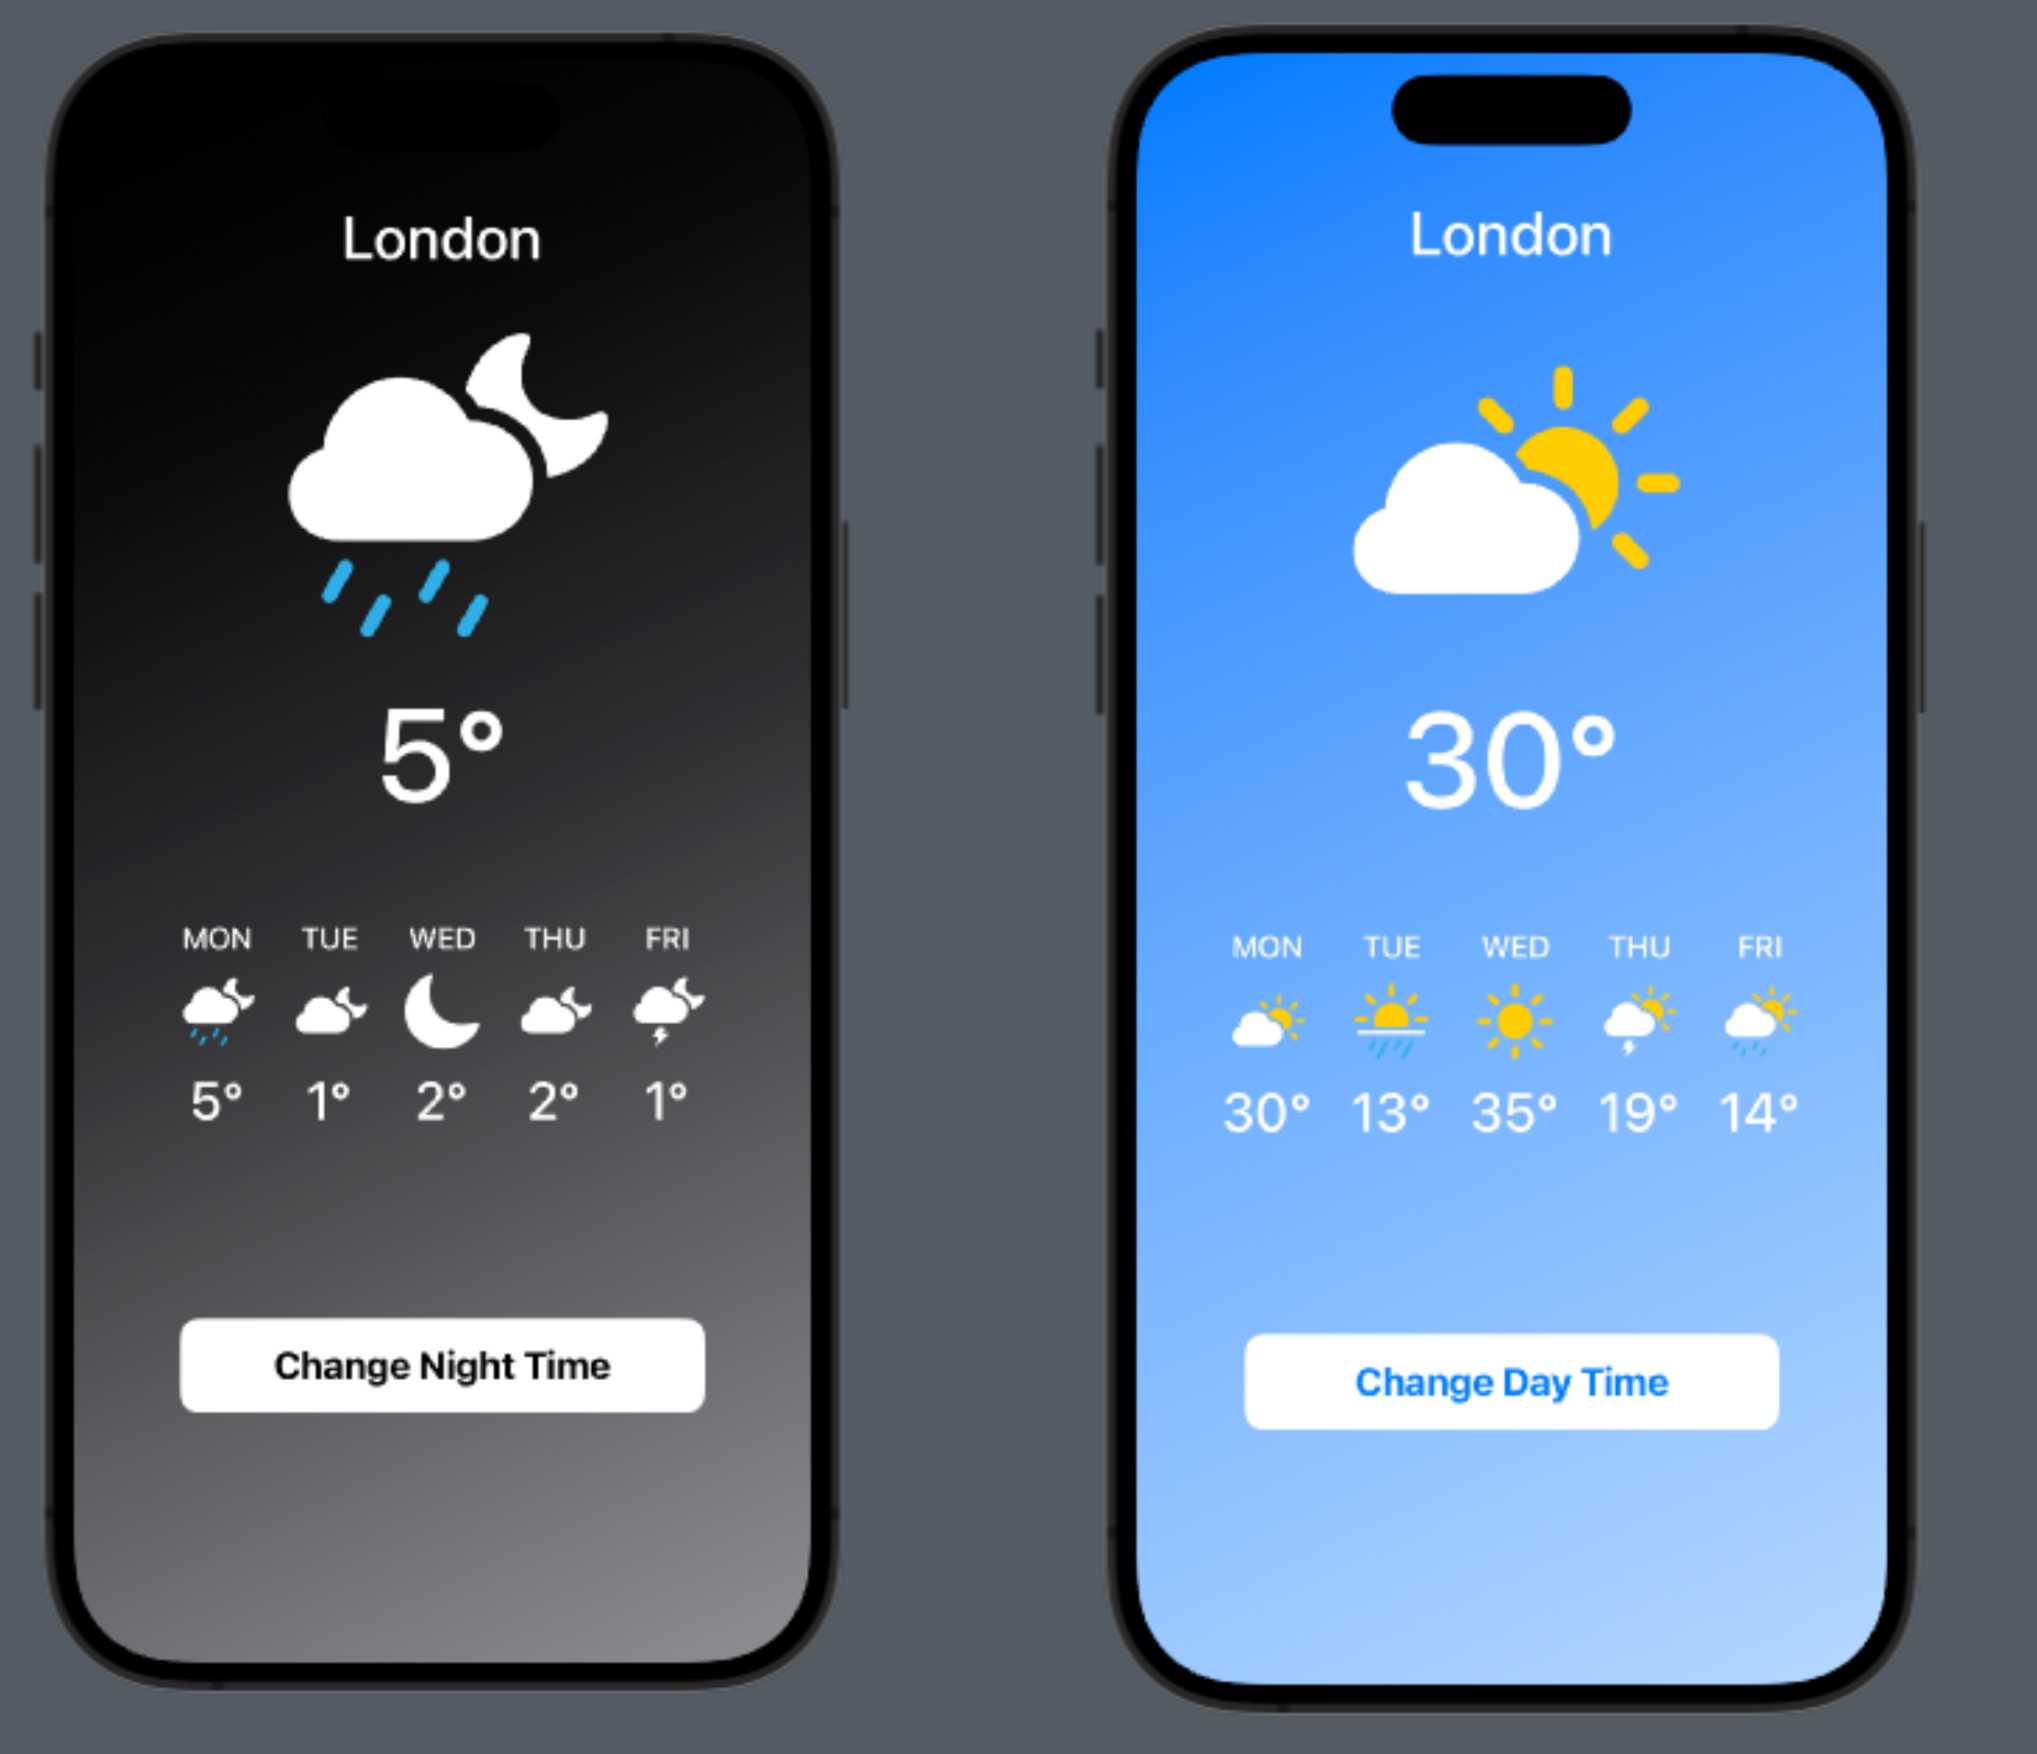 London
5°
MON TUE WED THU FRI
5° 1° 2° 2° 1°
Change Night Time
London
30°
MON TUE WED THU FRI
30° 13° 35° 19° 14°
Change Day Time